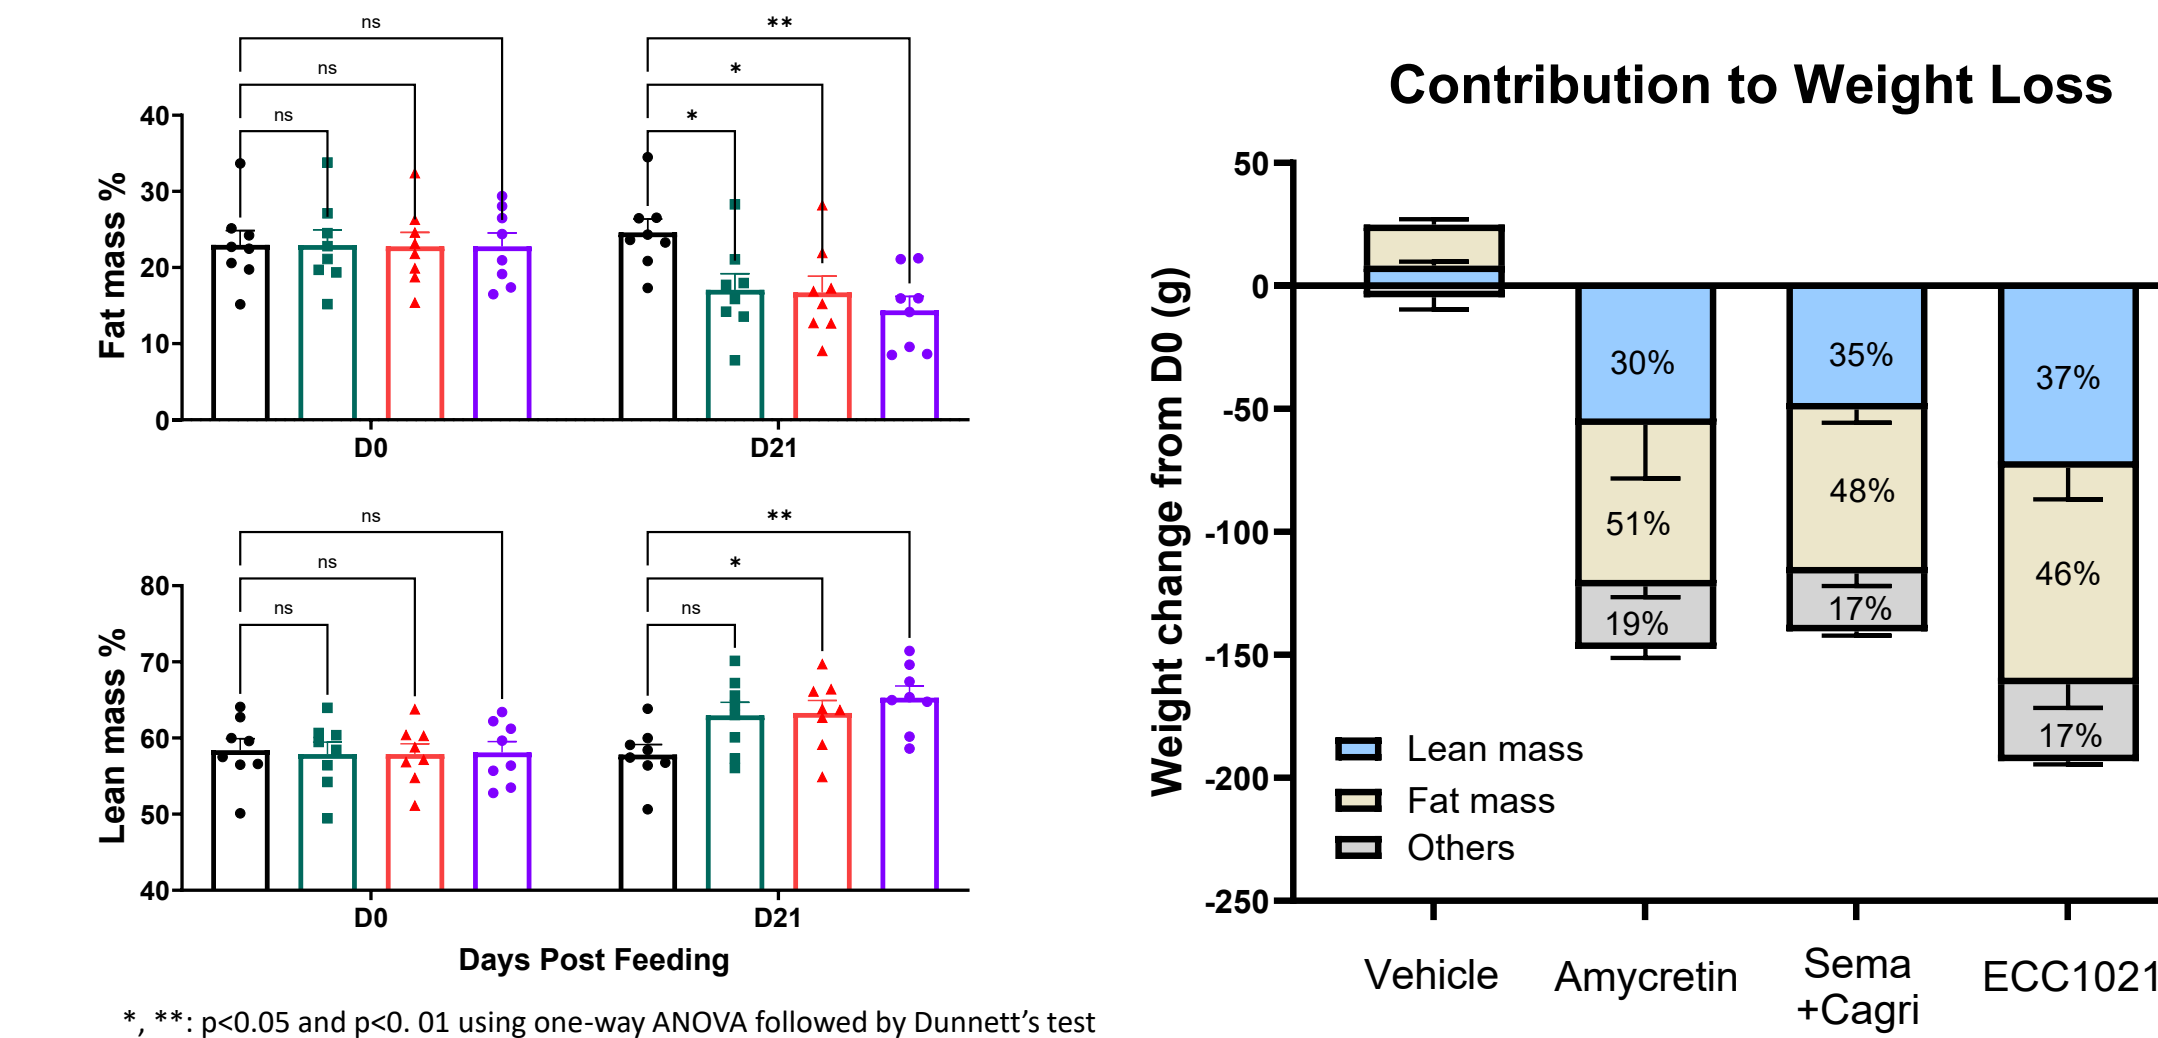 ns
ns
ns
**
*
*
40
30
20
10
0
Fat mass %
D0
D21
ns
ns
ns
**
*
ns
80
70
60
50
40
Lean mass %
D0
D21
Days Post Feeding
*, **: p<0.05 and p<0. 01 using one-way ANOVA followed by Dunnett’s test
Contribution to Weight Loss
Weight change from D0 (g)
50
0
-50
-100
-150
-200
-250
30%
51%
19%
35%
48%
17%
37%
46%
17%
Lean mass
Fat mass
Others
Vehicle
Amycretin
Sema
+Cagri
ECC1021